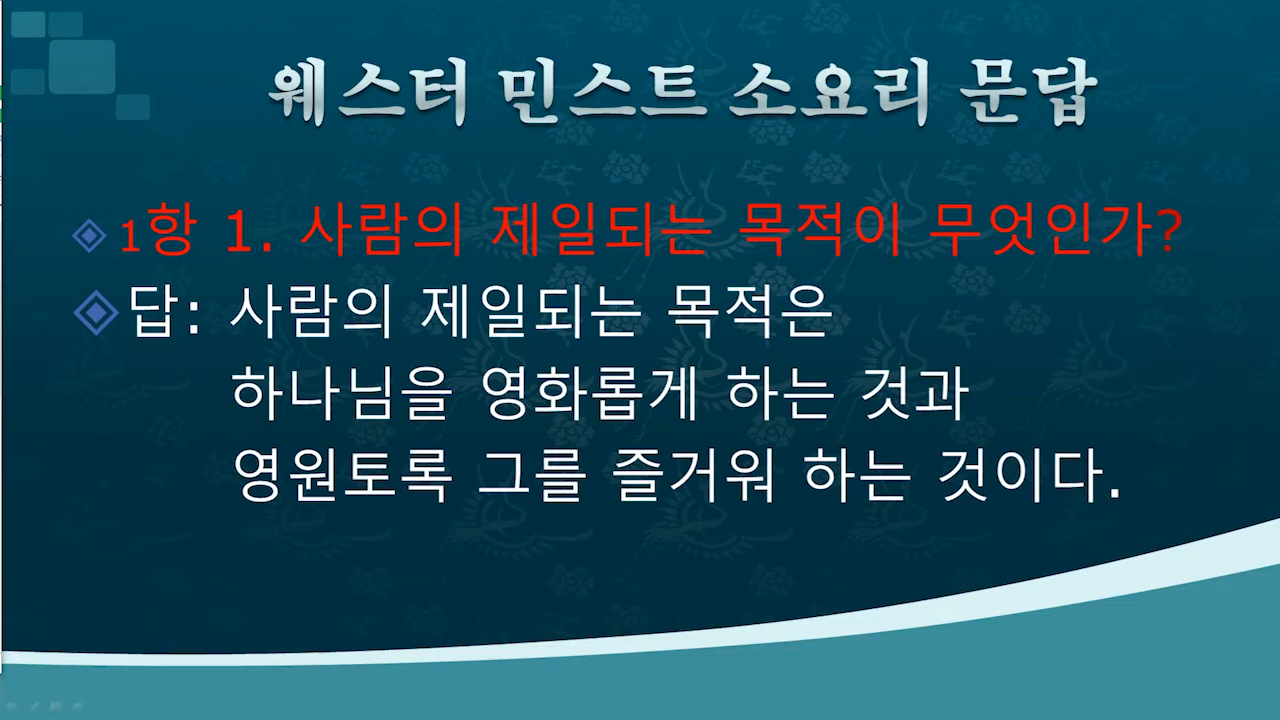 웨스터 민스트 소요리 문답
1항 1. 사람의 제일되는 목적이 무엇인가?
답: 사람의 제일되는 목적은
하나님을 영화롭게 하는 것과
영원토록 그를 즐거워 하는 것이다.